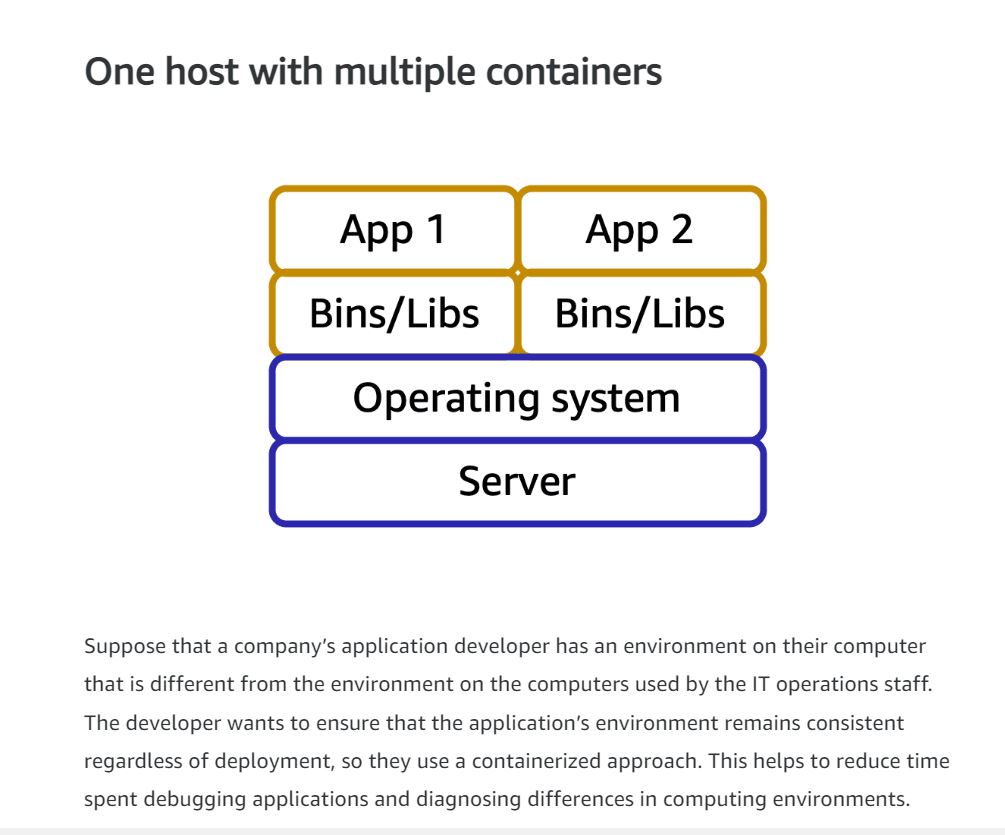 One host with multiple containers
App 1 App 2
Bins/Libs Bins/Libs
Operating system
Server
Suppose that a company’s application developer has an environment on their computer
that is different from the environment on the computers used by the IT operations staff.
The developer wants to ensure that the application’s environment remains consistent
regardless of deployment, so they use a containerized approach. This helps to reduce time
spent debugging applications and diagnosing differences in computing environments.